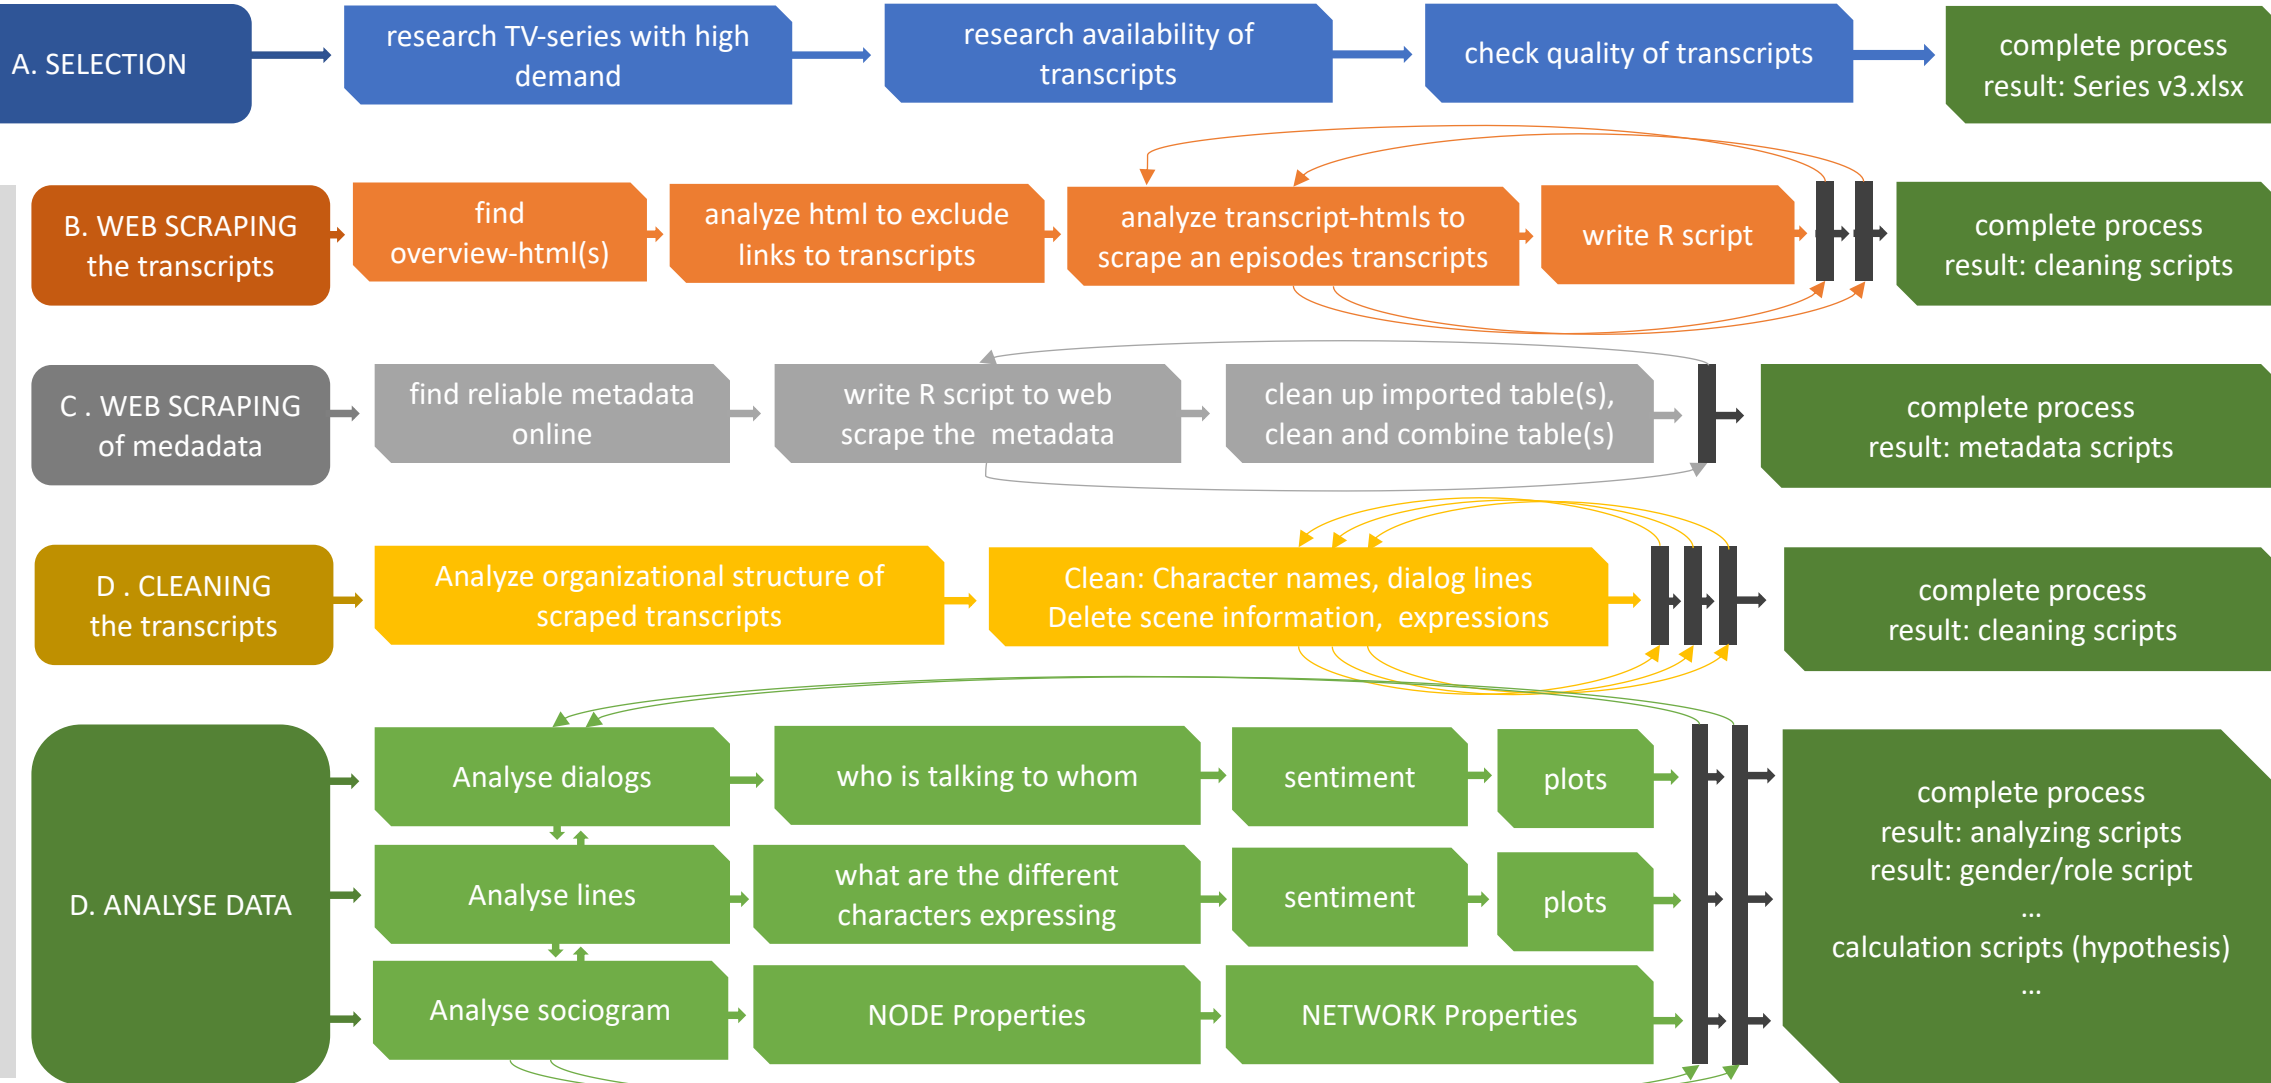 A. SELECTION
research TV-series with high
demand
research availability of
transcripts
check quality of transcripts
complete process
result: Series v3.xlsx
B. WEB SCRAPING
the transcripts
find
overview-html(s)
analyze html to exclude
links to transcripts
analyze transcript-htmls to
scrape an episodes transcripts
write R script
complete process
result: cleaning scripts
C . WEB SCRAPING
of medadata
find reliable metadata
online
write R script to web
scrape the  metadata
clean up imported table(s),
clean and combine table(s)
complete process
result: metadata scripts
D . CLEANING
the transcripts
Analyze organizational structure of
scraped transcripts
Clean: Character names, dialog lines
Delete scene information,  expressions
complete process
result: cleaning scripts
D. ANALYSE DATA
Analyse dialogs
who is talking to whom
sentiment
plots
Analyse lines
what are the different
characters expressing
sentiment
plots
Analyse sociogram
NODE Properties
NETWORK Properties
complete process
result: analyzing scripts
result: gender/role script
...
calculation scripts (hypothesis)
...